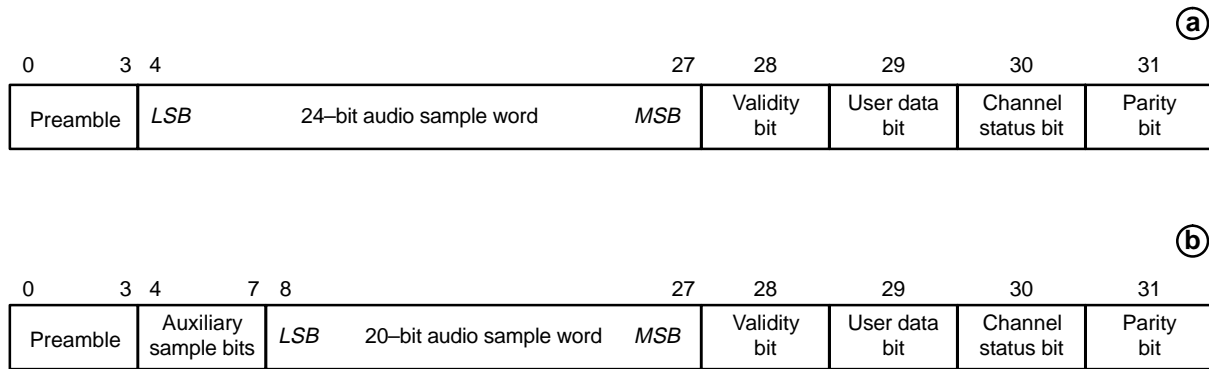 a
0 3 4 27 28 29 30 31
Preamble LSB 24–bit audio sample word MSB Validity bit User data bit Channel status bit Parity bit
b
0 3 4 7 8 27 28 29 30 31
Preamble Auxiliary sample bits LSB 20–bit audio sample word MSB Validity bit User data bit Channel status bit Parity bit